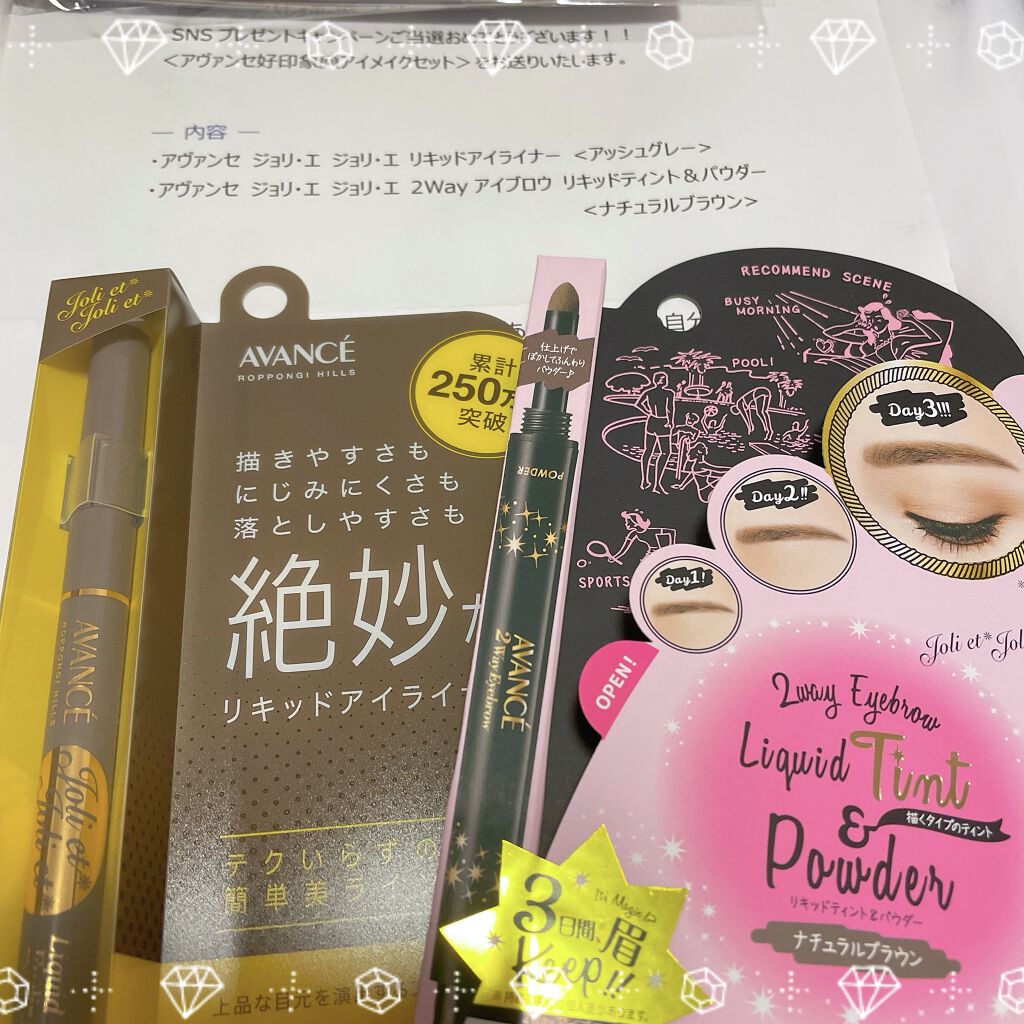 SNS プレゼントキャンペーンご当選おめでとうございます！！
＜アヴァンセ好印象アイメイクセット＞をお送りいたします。
― 内容 ―
・アヴァンセ ジョリ・エ ジョリ・エ リキッドアイライナー ＜アッシュグレー＞
・アヴァンセ ジョリ・エ ジョリ・エ 2Way アイブロウ リキッドティント＆パウダー
＜ナチュラルブラウン＞
Joli et
Joli et
AVANCÉ
ROPPONGI HILLS
累計
250万
突破
描きやすさも
にじみにくさも
落としやすさも
絶妙
リキッドアイライナー
テクいらずの
簡単美ライ
上品な目元を演
AVANCÉ
ROPPONGI HILLS
Joli et
Joli et
Liquid
仕上げで
ぼかしてふんわり
パウダー♪
POWDER
AVANCÉ
2Way Eyebrow
自分
RECOMMEND SCENE
BUSY
MORNING
POOL!
SPORTS
Day3!!!
Day2!!
Day1!
OPEN!
Joli et Jol
2way Eyebrow
Liquid Tint
描くタイプのティント
&
Powder
リキッドティント＆パウダー
ナチュラルブラウン
It's Magic
3日間、眉
Keep!!